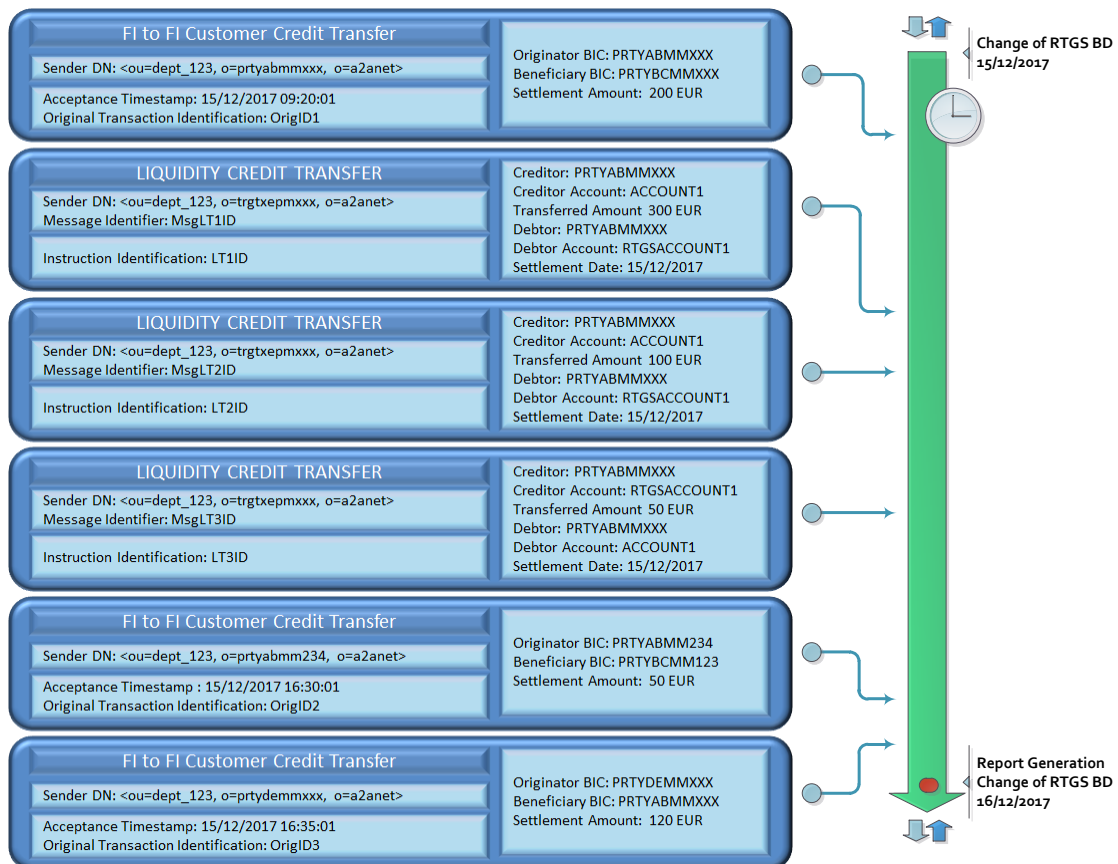 FI to FI Customer Credit Transfer
Sender DN: <ou=dept_123, o=prtyabmmxxx, o=a2anet>
Acceptance Timestamp: 15/12/2017 09:20:01
Original Transaction Identification: OrigID1
Originator BIC: PRTYABMMXXX
Beneficiary BIC: PRTYBCMMXXX
Settlement Amount: 200 EUR
LIQUIDITY CREDIT TRANSFER
Sender DN: <ou=dept_123, o=trgtxepmxxx, o=a2anet>
Message Identifier: MsgLT1ID
Instruction Identification: LT1ID
Creditor: PRTYABMMXXX
Creditor Account: ACCOUNT1
Transferred Amount 300 EUR
Debtor: PRTYABMMXXX
Debtor Account: RTGSACCOUNT1
Settlement Date: 15/12/2017
LIQUIDITY CREDIT TRANSFER
Sender DN: <ou=dept_123, o=trgtxepmxxx, o=a2anet>
Message Identifier: MsgLT2ID
Instruction Identification: LT2ID
Creditor: PRTYABMMXXX
Creditor Account: ACCOUNT1
Transferred Amount 100 EUR
Debtor: PRTYABMMXXX
Debtor Account: RTGSACCOUNT1
Settlement Date: 15/12/2017
LIQUIDITY CREDIT TRANSFER
Sender DN: <ou=dept_123, o=trgtxepmxxx, o=a2anet>
Message Identifier: MsgLT3ID
Instruction Identification: LT3ID
Creditor: PRTYABMMXXX
Creditor Account: RTGSACCOUNT1
Transferred Amount 50 EUR
Debtor: PRTYABMMXXX
Debtor Account: ACCOUNT1
Settlement Date: 15/12/2017
FI to FI Customer Credit Transfer
Sender DN: <ou=dept_123, o=prtyabmm234, o=a2anet>
Acceptance Timestamp : 15/12/2017 16:30:01
Original Transaction Identification: OrigID2
Originator BIC: PRTYABMM234
Beneficiary BIC: PRTYBCMM123
Settlement Amount: 50 EUR
FI to FI Customer Credit Transfer
Sender DN: <ou=dept_123, o=prtydemmxxx, o=a2anet>
Acceptance Timestamp: 15/12/2017 16:35:01
Original Transaction Identification: OrigID3
Originator BIC: PRTYDEMMXXX
Beneficiary BIC: PRTYABMMXXX
Settlement Amount: 120 EUR
Change of RTGS BD
15/12/2017
Report Generation
Change of RTGS BD
16/12/2017